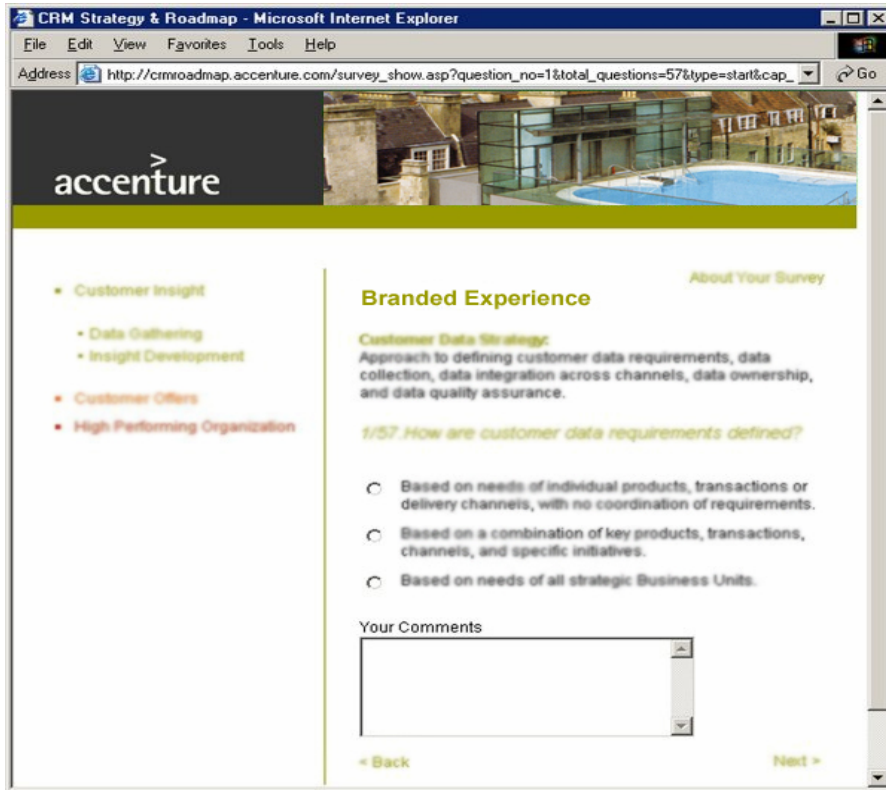 CRM Strategy & Roadmap - Microsoft Internet Explorer
File Edit View Favorites Tools Help
Address http://crmroadmap.accenture.com/survey_show.asp?question_no=1&total_questions=57&type=start&cap_ Go
>
accenture
About Your Survey
Customer Insight
• Data Gathering
• Insight Development
Customer Offers
High Performing Organization
Branded Experience
Customer Data Strategy:
Approach to defining customer data requirements, data
collection, data integration across channels, data ownership,
and data quality assurance.
1/57.How are customer data requirements defined?
Based on needs of individual products, transactions or
delivery channels, with no coordination of requirements.
Based on a combination of key products, transactions,
channels, and specific initiatives.
Based on needs of all strategic Business Units.
Your Comments
< Back Next >